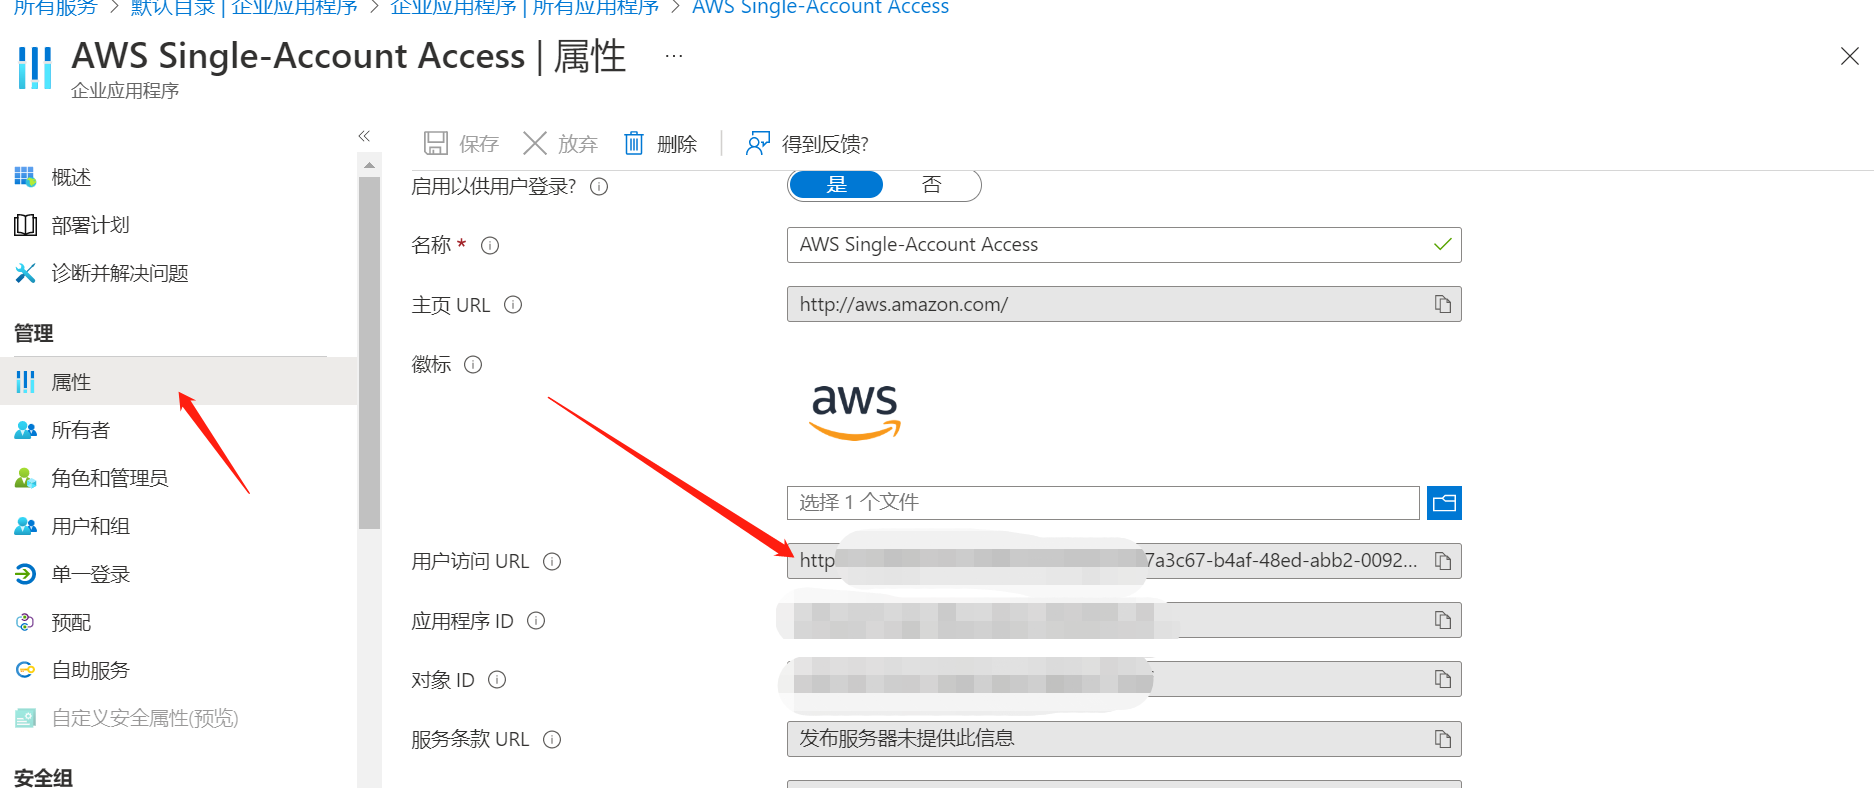 所有服务 > 默认目录 | 企业应用程序 > 企业应用程序 | 所有应用程序 > AWS Single-Account Access
AWS Single-Account Access | 属性 ...
企业应用程序
保存 放弃 删除 得到反馈?
概述
部署计划
诊断并解决问题
管理
属性
所有者
角色和管理员
用户和组
单一登录
预配
自助服务
自定义安全属性(预览)
安全组
启用以供用户登录? 是 否
名称 * AWS Single-Account Access
主页 URL http://aws.amazon.com/
徽标
aws
选择 1 个文件
用户访问 URL http 7a3c67-b4af-48ed-abb2-0092...
应用程序 ID
对象 ID
服务条款 URL 发布服务器未提供此信息